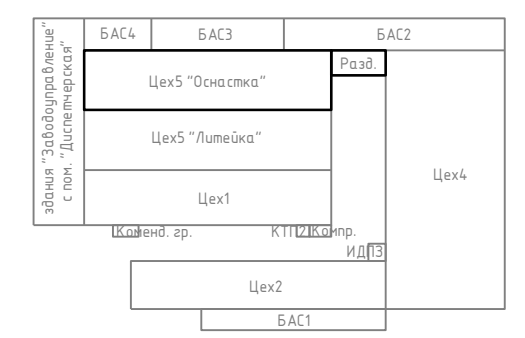 здания "Заводоуправление"
с пом. "Диспетчерская"
БАС4
БАС3
БАС2
Цех5 "Оснастка"
Разд.
Цех5 "Литейка"
Цех4
Цех1
Коменд. гр.
КТП2
Компр.
ИДПЗ
Цех2
БАС1